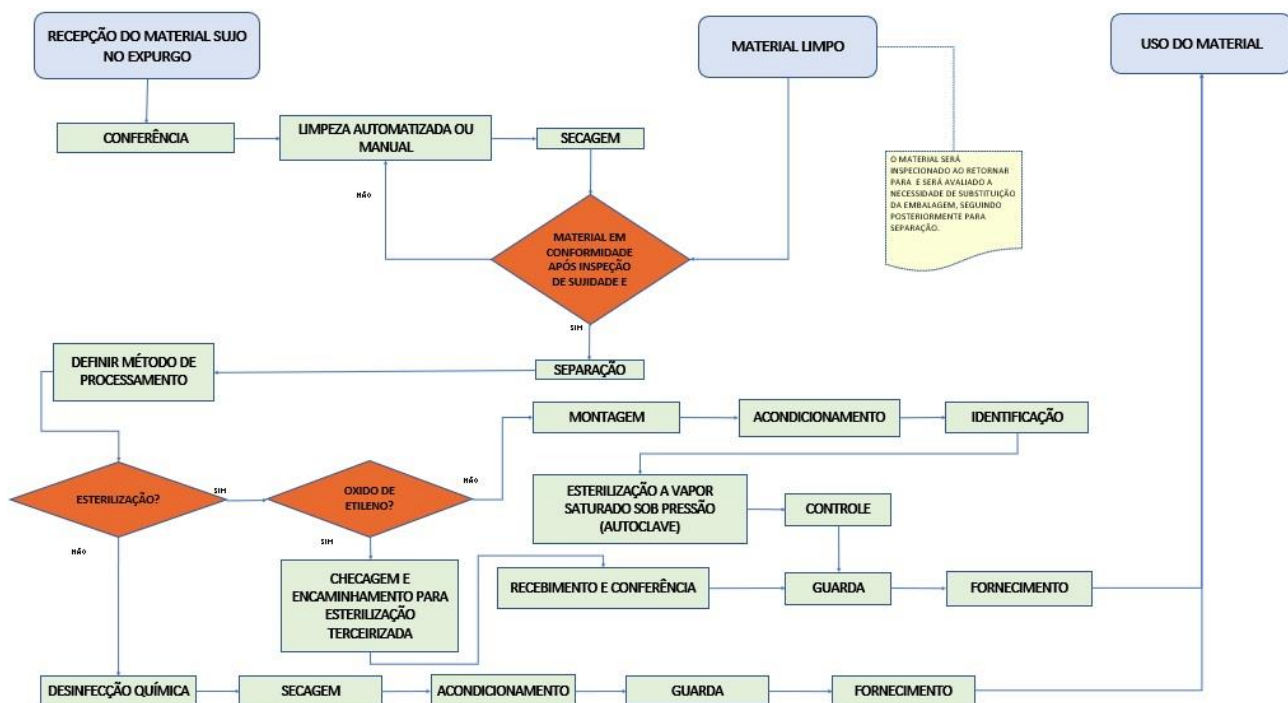 RECEPÇÃO DO MATERIAL SUJO
NO EXPURGO
MATERIAL LIMPO
USO DO MATERIAL
CONFERÊNCIA
LIMPEZA AUTOMATIZADA OU
MANUAL
SECAGEM
O MATERIAL SERÁ
INSPECIONADO AO RETORNAR
PARA E SERÁ AVALIADO A
NECESSIDADE DE SUBSTITUIÇÃO
DA EMBALAGEM, SEGUINDO
POSTERIORMENTE PARA
SEPARAÇÃO.
NÃO
MATERIAL EM
CONFORMIDADE
APÓS INSPEÇÃO
DE SUJIDADE E
SIM
SEPARAÇÃO
DEFINIR MÉTODO DE
PROCESSAMENTO
MONTAGEM
ACONDICIONAMENTO
IDENTIFICAÇÃO
ESTERILIZAÇÃO?
SIM
OXIDO DE
ETILENO?
NÃO
ESTERILIZAÇÃO A VAPOR
SATURADO SOB PRESSÃO
(AUTOCLAVE)
CONTROLE
NÃO
SIM
CHECAGEM E
ENCAMINHAMENTO PARA
ESTERILIZAÇÃO
TERCEIRIZADA
RECEBIMENTO E CONFERÊNCIA
GUARDA
FORNECIMENTO
DESINFECÇÃO QUÍMICA
SECAGEM
ACONDICIONAMENTO
GUARDA
FORNECIMENTO